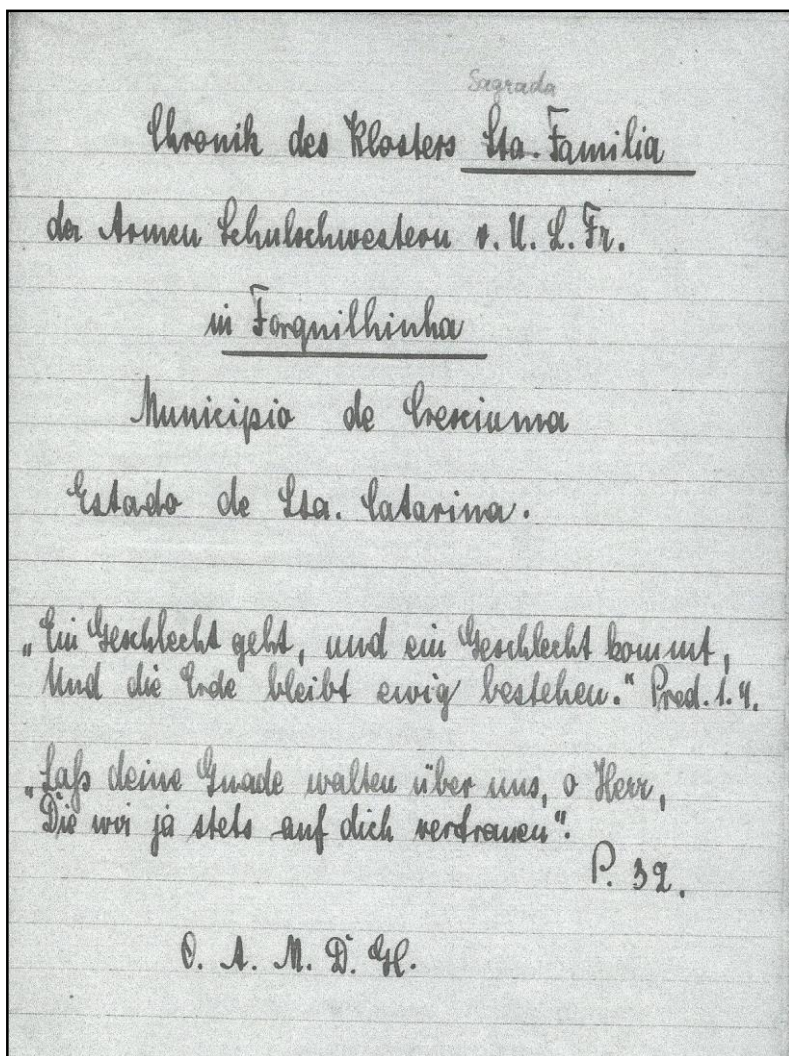 Sagrada
Chronik des Klosters Sta. Familia
der Armen Schulschwestern v. U. L. Fr.
in Forquilhinha
Municipio de Cresciuma
Estado de Sta. Catarina.
„Ein Geschlecht geht, und ein Geschlecht kommt,
Und die Erde bleibt ewig bestehen.“ Pred. 1. 4.
„Laß deine Gnade walten über uns, o Herr,
Die wir ja stets auf dich vertrauen“.
P. 32.
O. A. M. D. Gl.